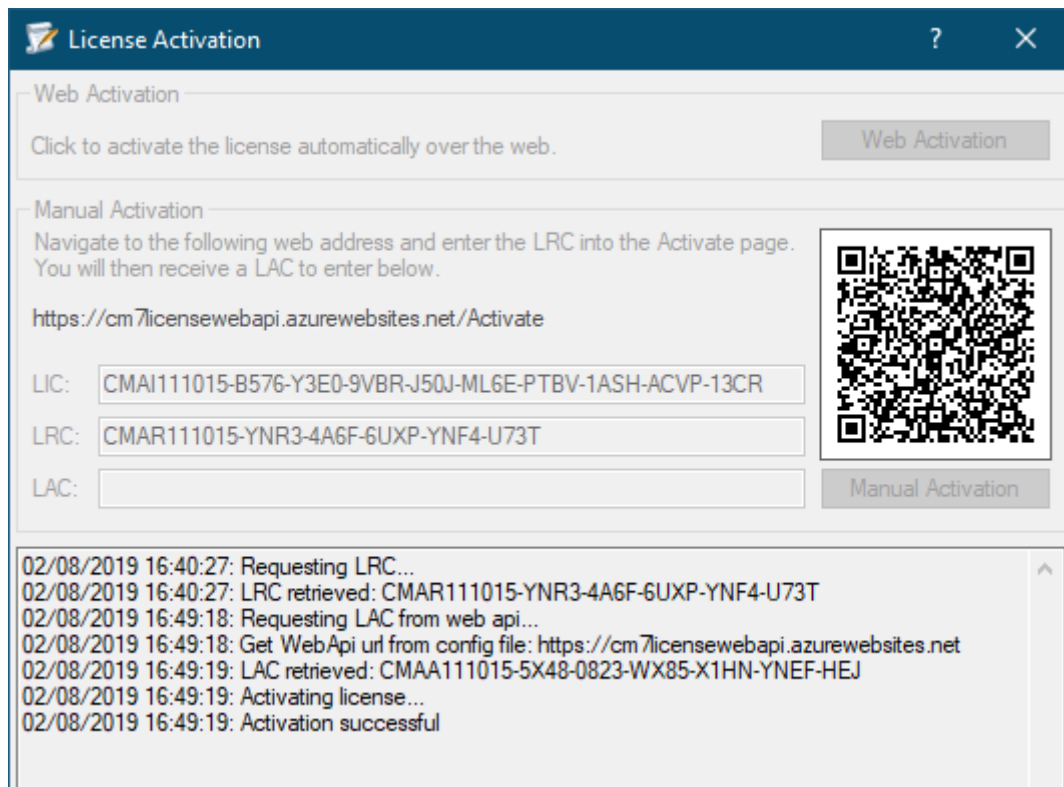 License Activation
Web Activation
Click to activate the license automatically over the web.
Web Activation
Manual Activation
Navigate to the following web address and enter the LRC into the Activate page.
You will then receive a LAC to enter below.
https://cm7licensewebapi.azurewebsites.net/Activate
LIC: CMAI111015-B576-Y3E0-9VBR-J50J-ML6E-PTBV-1ASH-ACVP-13CR
LRC: CMAR111015-YNR3-4A6F-6UXP-YNF4-U73T
LAC:
Manual Activation
02/08/2019 16:40:27: Requesting LRC...
02/08/2019 16:40:27: LRC retrieved: CMAR111015-YNR3-4A6F-6UXP-YNF4-U73T
02/08/2019 16:49:18: Requesting LAC from web api...
02/08/2019 16:49:18: Get WebApi url from config file: https://cm7licensewebapi.azurewebsites.net
02/08/2019 16:49:19: LAC retrieved: CMAA111015-5X48-0823-WX85-X1HN-YNEF-HEJ
02/08/2019 16:49:19: Activating license...
02/08/2019 16:49:19: Activation successful